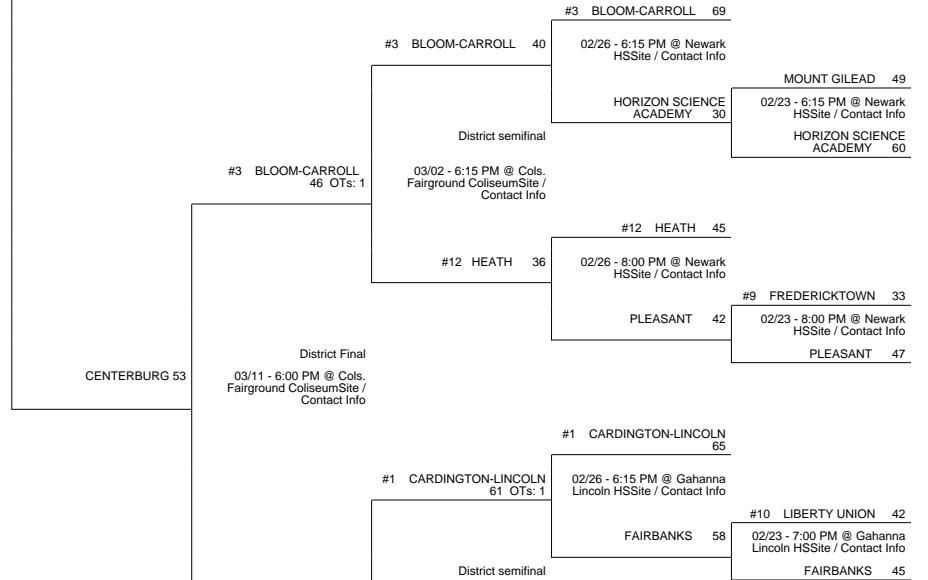 #3 BLOOM-CARROLL 69
#3 BLOOM-CARROLL 40
02/26 - 6:15 PM @ Newark
HSSite / Contact Info
MOUNT GILEAD 49
HORIZON SCIENCE
ACADEMY 30
02/23 - 6:15 PM @ Newark
HSSite / Contact Info
District semifinal
HORIZON SCIENCE
ACADEMY 60
#3 BLOOM-CARROLL
46 OTs: 1
03/02 - 6:15 PM @ Cols.
Fairground ColiseumSite /
Contact Info
#12 HEATH 45
#12 HEATH 36
02/26 - 8:00 PM @ Newark
HSSite / Contact Info
#9 FREDERICKTOWN 33
PLEASANT 42
02/23 - 8:00 PM @ Newark
HSSite / Contact Info
District Final
PLEASANT 47
CENTERBURG 53
03/11 - 6:00 PM @ Cols.
Fairground ColiseumSite /
Contact Info
#1 CARDINGTON-LINCOLN
65
#1 CARDINGTON-LINCOLN
61 OTs: 1
02/26 - 6:15 PM @ Gahanna
Lincoln HSSite / Contact Info
#10 LIBERTY UNION 42
FAIRBANKS 58
02/23 - 7:00 PM @ Gahanna
Lincoln HSSite / Contact Info
District semifinal
FAIRBANKS 45